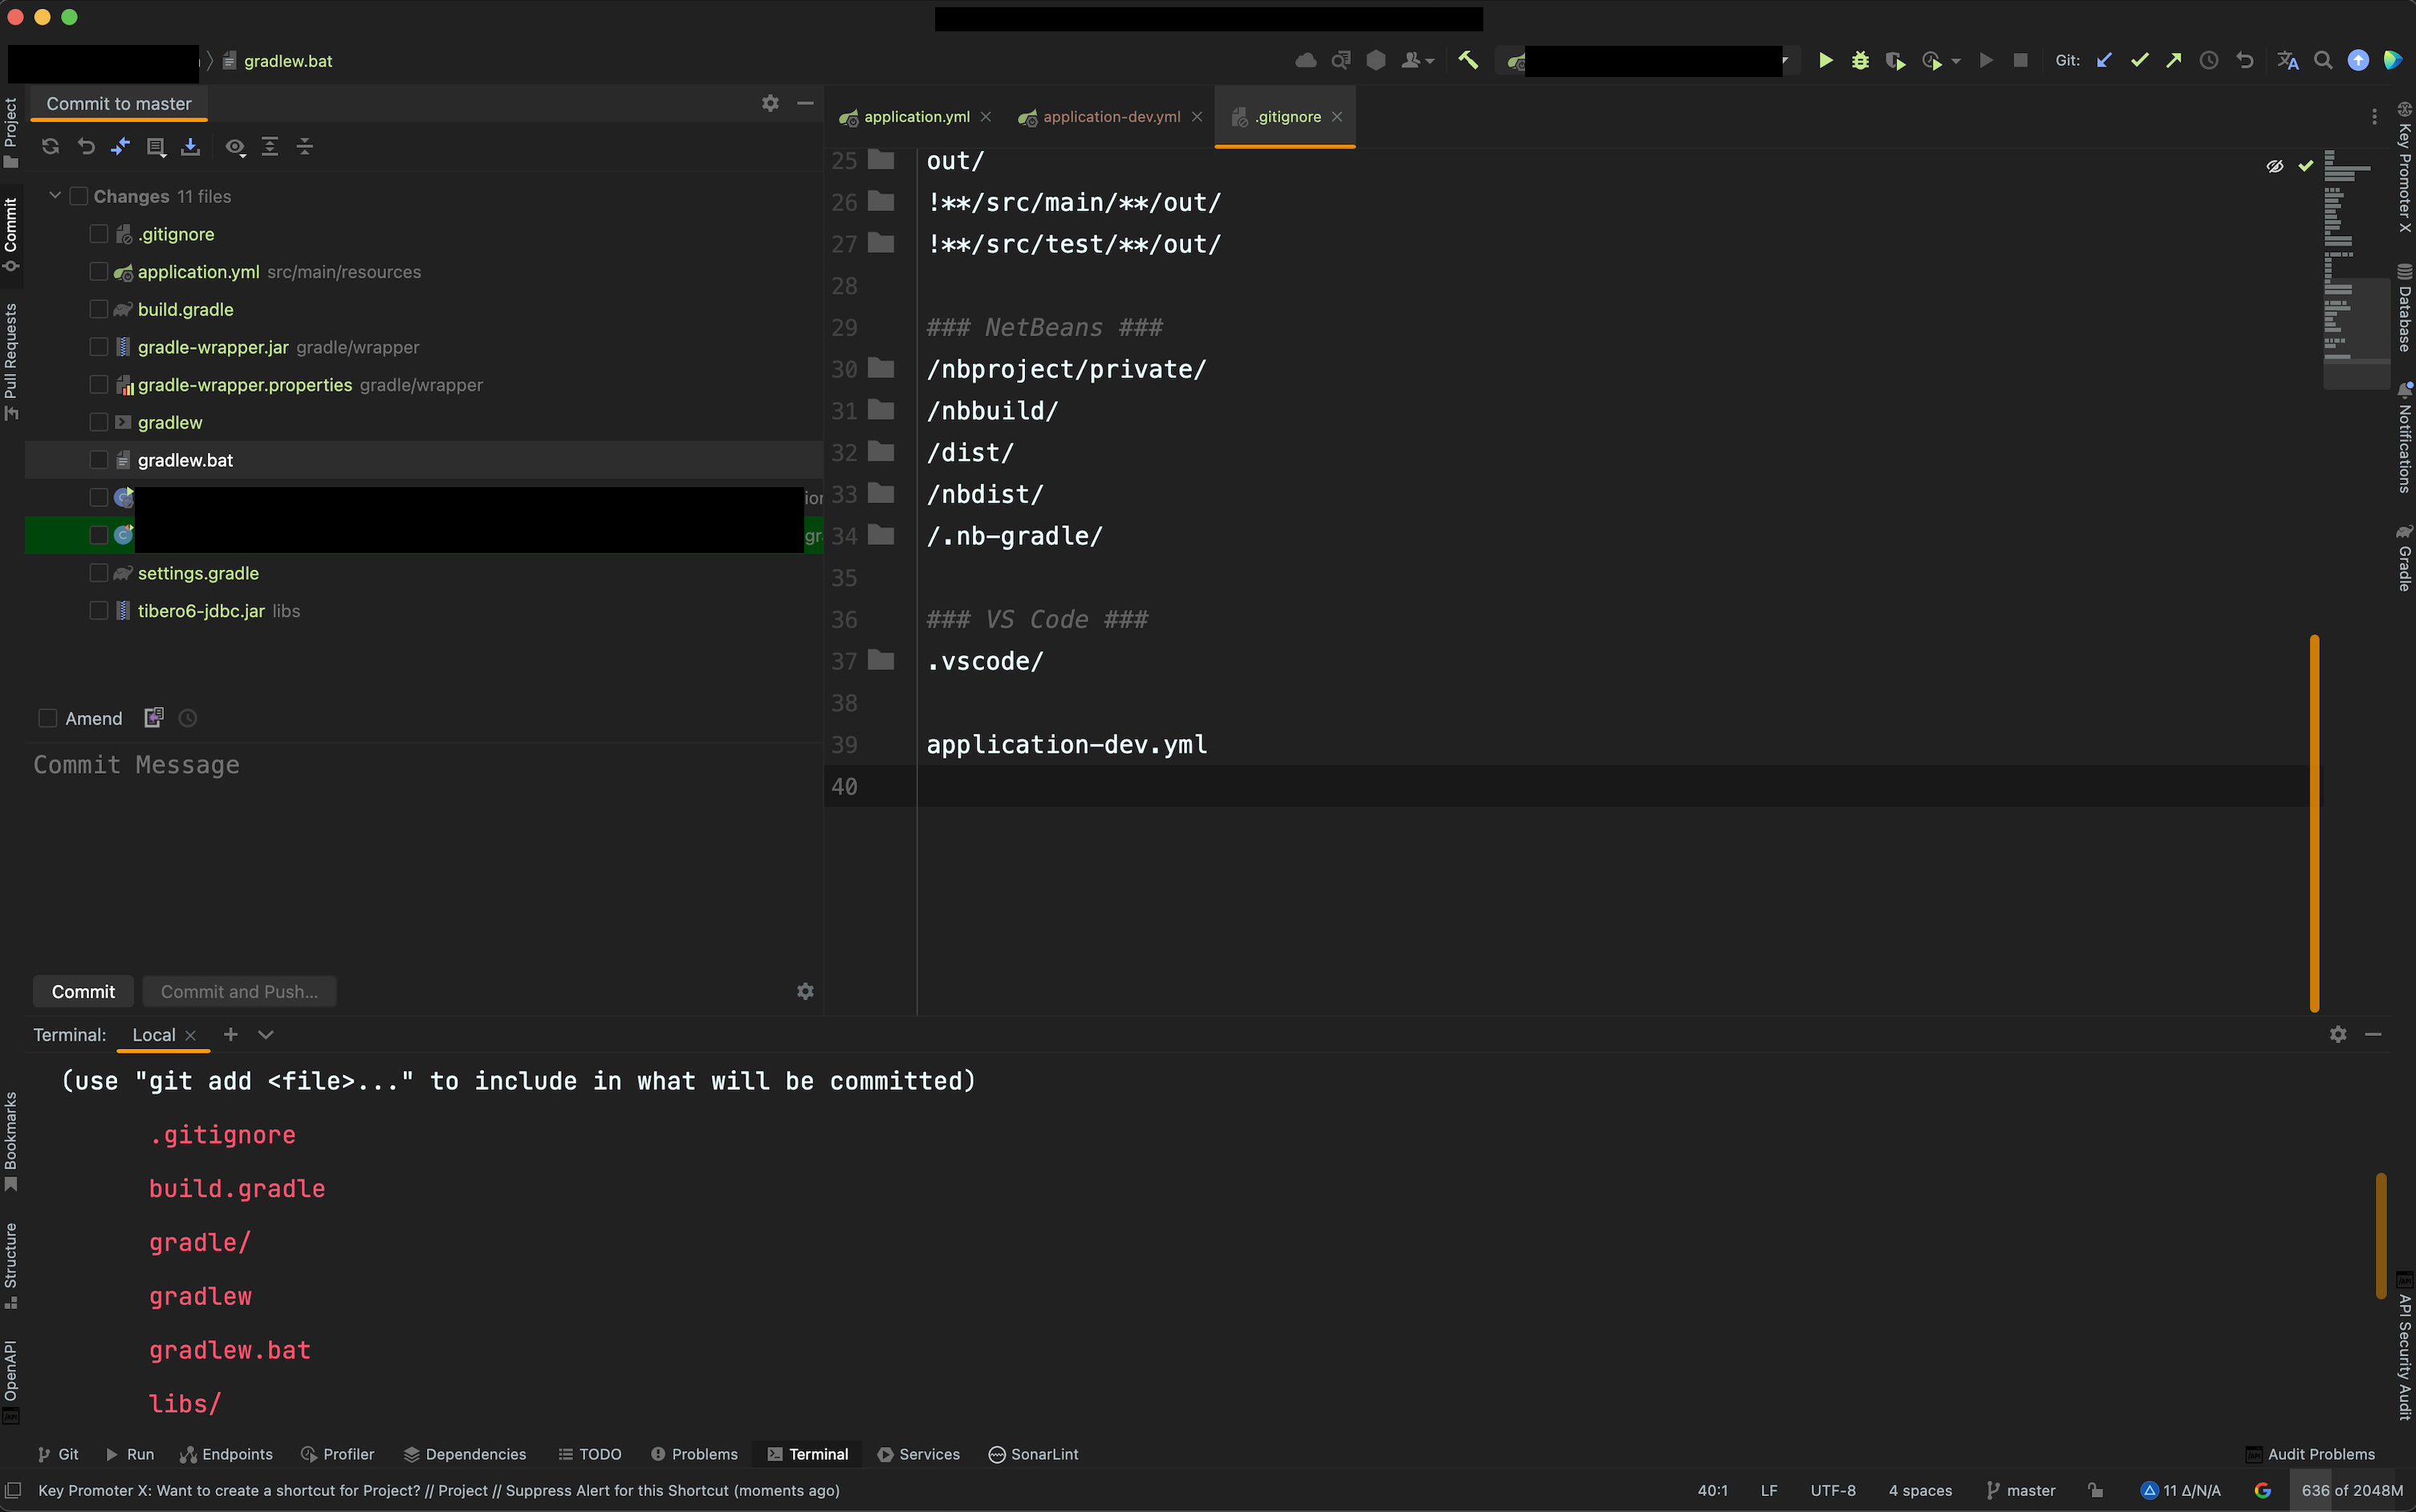 gradlew.bat
Git:
Commit to master
Project
Commit
Pull Requests
Bookmarks
Structure
OpenAPI
Changes 11 files
.gitignore
application.yml src/main/resources
build.gradle
gradle-wrapper.jar gradle/wrapper
gradle-wrapper.properties gradle/wrapper
gradlew
gradlew.bat
settings.gradle
tibero6-jdbc.jar libs
Amend
Commit Message
Commit
Commit and Push...
application.yml
application-dev.yml
.gitignore
25 out/
26 !**/src/main/**/out/
27 !**/src/test/**/out/
28
29 ### NetBeans ###
30 /nbproject/private/
31 /nbbuild/
32 /dist/
33 /nbdist/
34 /.nb-gradle/
35
36 ### VS Code ###
37 .vscode/
38
39 application-dev.yml
40
Key Promoter X
Database
Notifications
Gradle
API Security Audit
Terminal: Local
(use "git add <file>..." to include in what will be committed)
.gitignore
build.gradle
gradle/
gradlew
gradlew.bat
libs/
Git Run Endpoints Profiler Dependencies TODO Problems Terminal Services SonarLint Audit Problems
Key Promoter X: Want to create a shortcut for Project? // Project // Suppress Alert for this Shortcut (moments ago) 40:1 LF UTF-8 4 spaces master 11 Δ/N/A 636 of 2048M